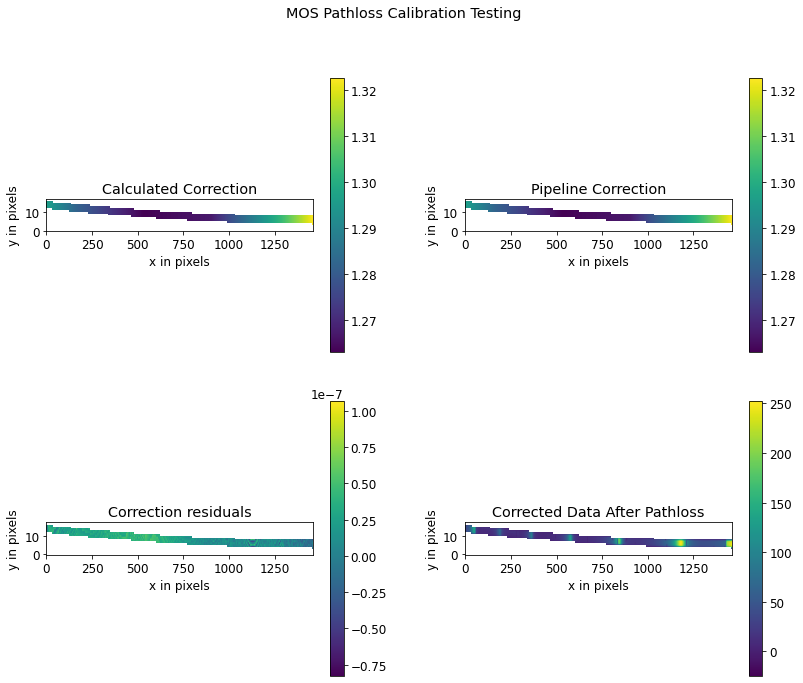 MOS Pathloss Calibration Testing
Calculated Correction
y in pixels
10
0
0 250 500 750 1000 1250
x in pixels
1.32
1.31
1.30
1.29
1.28
1.27
Pipeline Correction
y in pixels
10
0
0 250 500 750 1000 1250
x in pixels
1.32
1.31
1.30
1.29
1.28
1.27
Correction residuals
y in pixels
10
0
0 250 500 750 1000 1250
x in pixels
1e−7
1.00
0.75
0.50
0.25
0.00
−0.25
−0.50
−0.75
Corrected Data After Pathloss
y in pixels
10
0
0 250 500 750 1000 1250
x in pixels
250
200
150
100
50
0